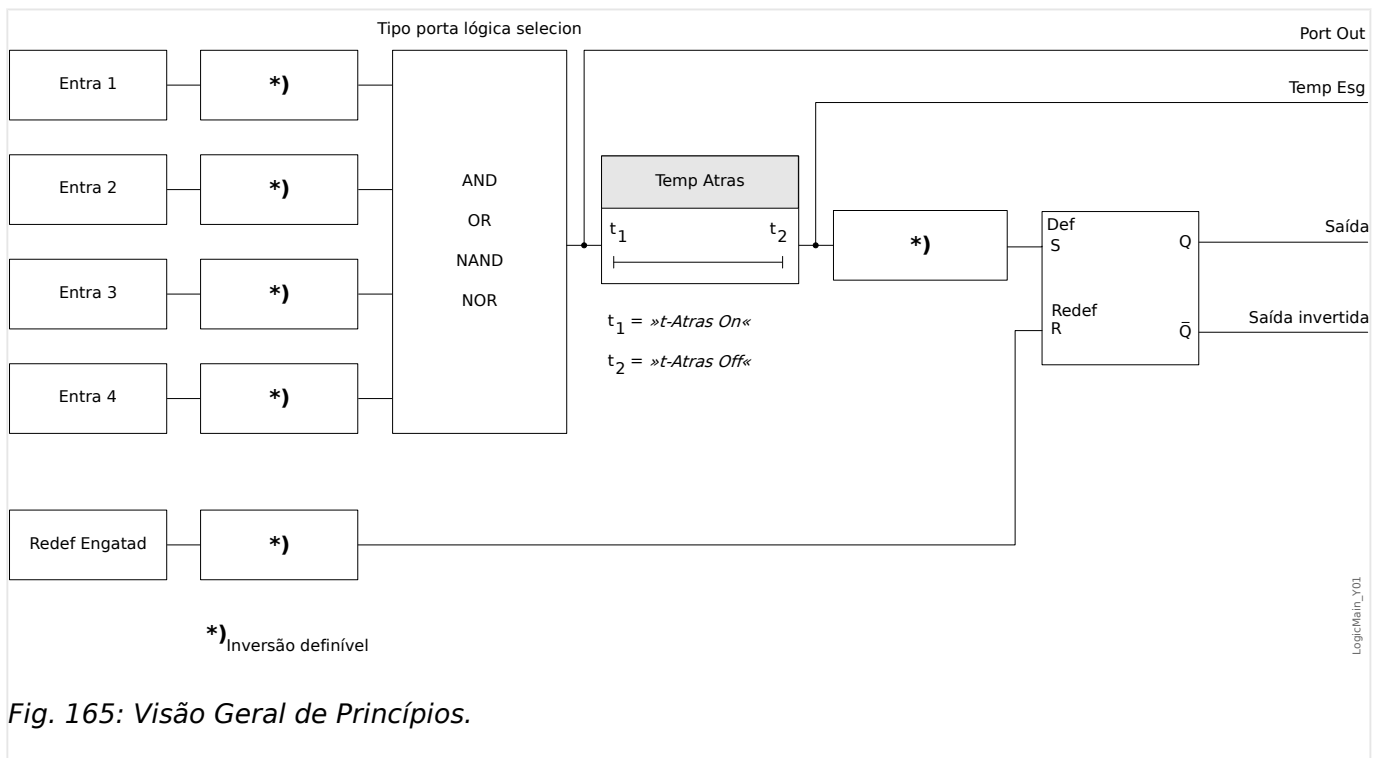 Tipo porta lógica selecion
Port Out
Entra 1
*)
Temp Esg
Entra 2
*)
AND
OR
NAND
NOR
Temp Atras
t1
t2
*)
Def
S
Q
Saída
Entra 3
*)
Redef
R
Q̅
Saída invertida
t1 = »t-Atras On«
t2 = »t-Atras Off«
Entra 4
*)
Redef Engatad
*)
*) Inversão definível
LogicMain_Y01
Fig. 165: Visão Geral de Princípios.